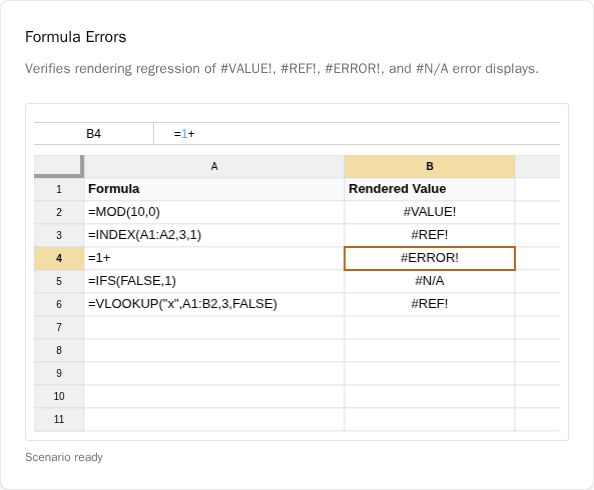 Formula Errors
Verifies rendering regression of #VALUE!, #REF!, #ERROR!, and #N/A error displays.
B4 =1+
A B
1 Formula Rendered Value
2 =MOD(10,0) #VALUE!
3 =INDEX(A1:A2,3,1) #REF!
4 =1+ #ERROR!
5 =IFS(FALSE,1) #N/A
6 =VLOOKUP("x",A1:B2,3,FALSE) #REF!
7
8
9
10
11
Scenario ready